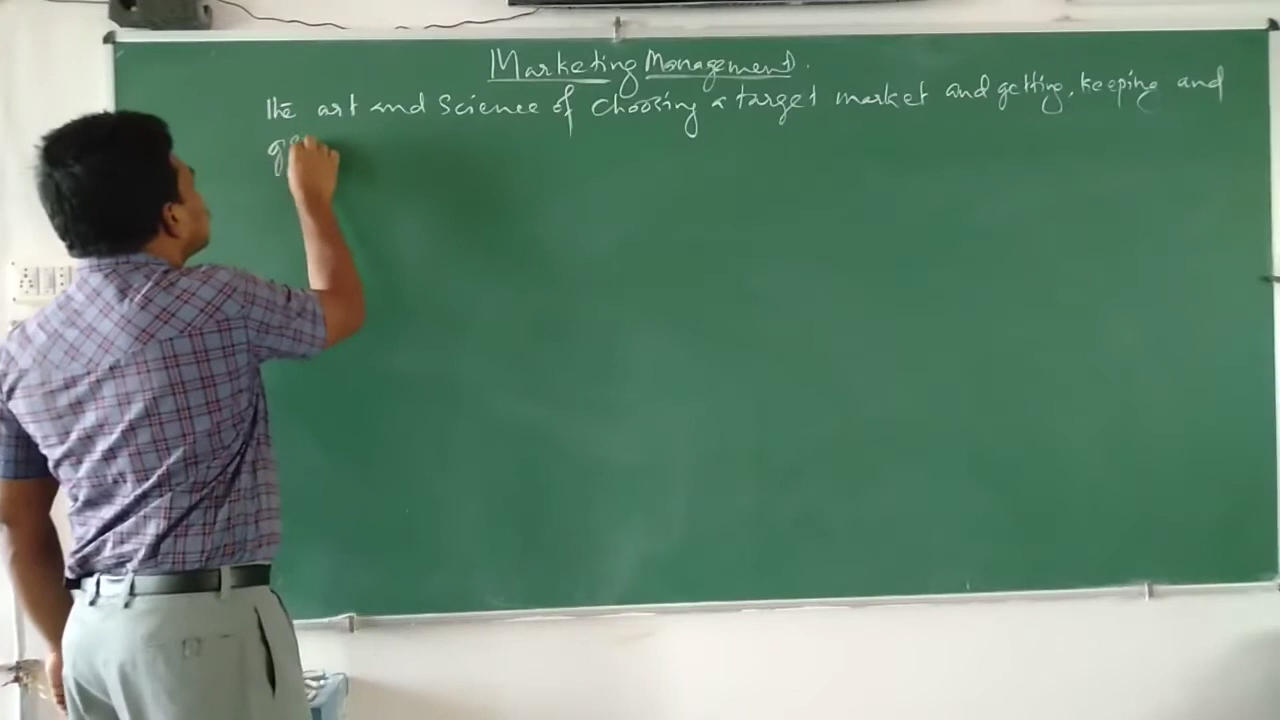 Marketing Management.
the art and science of choosing a target market and getting, keeping and